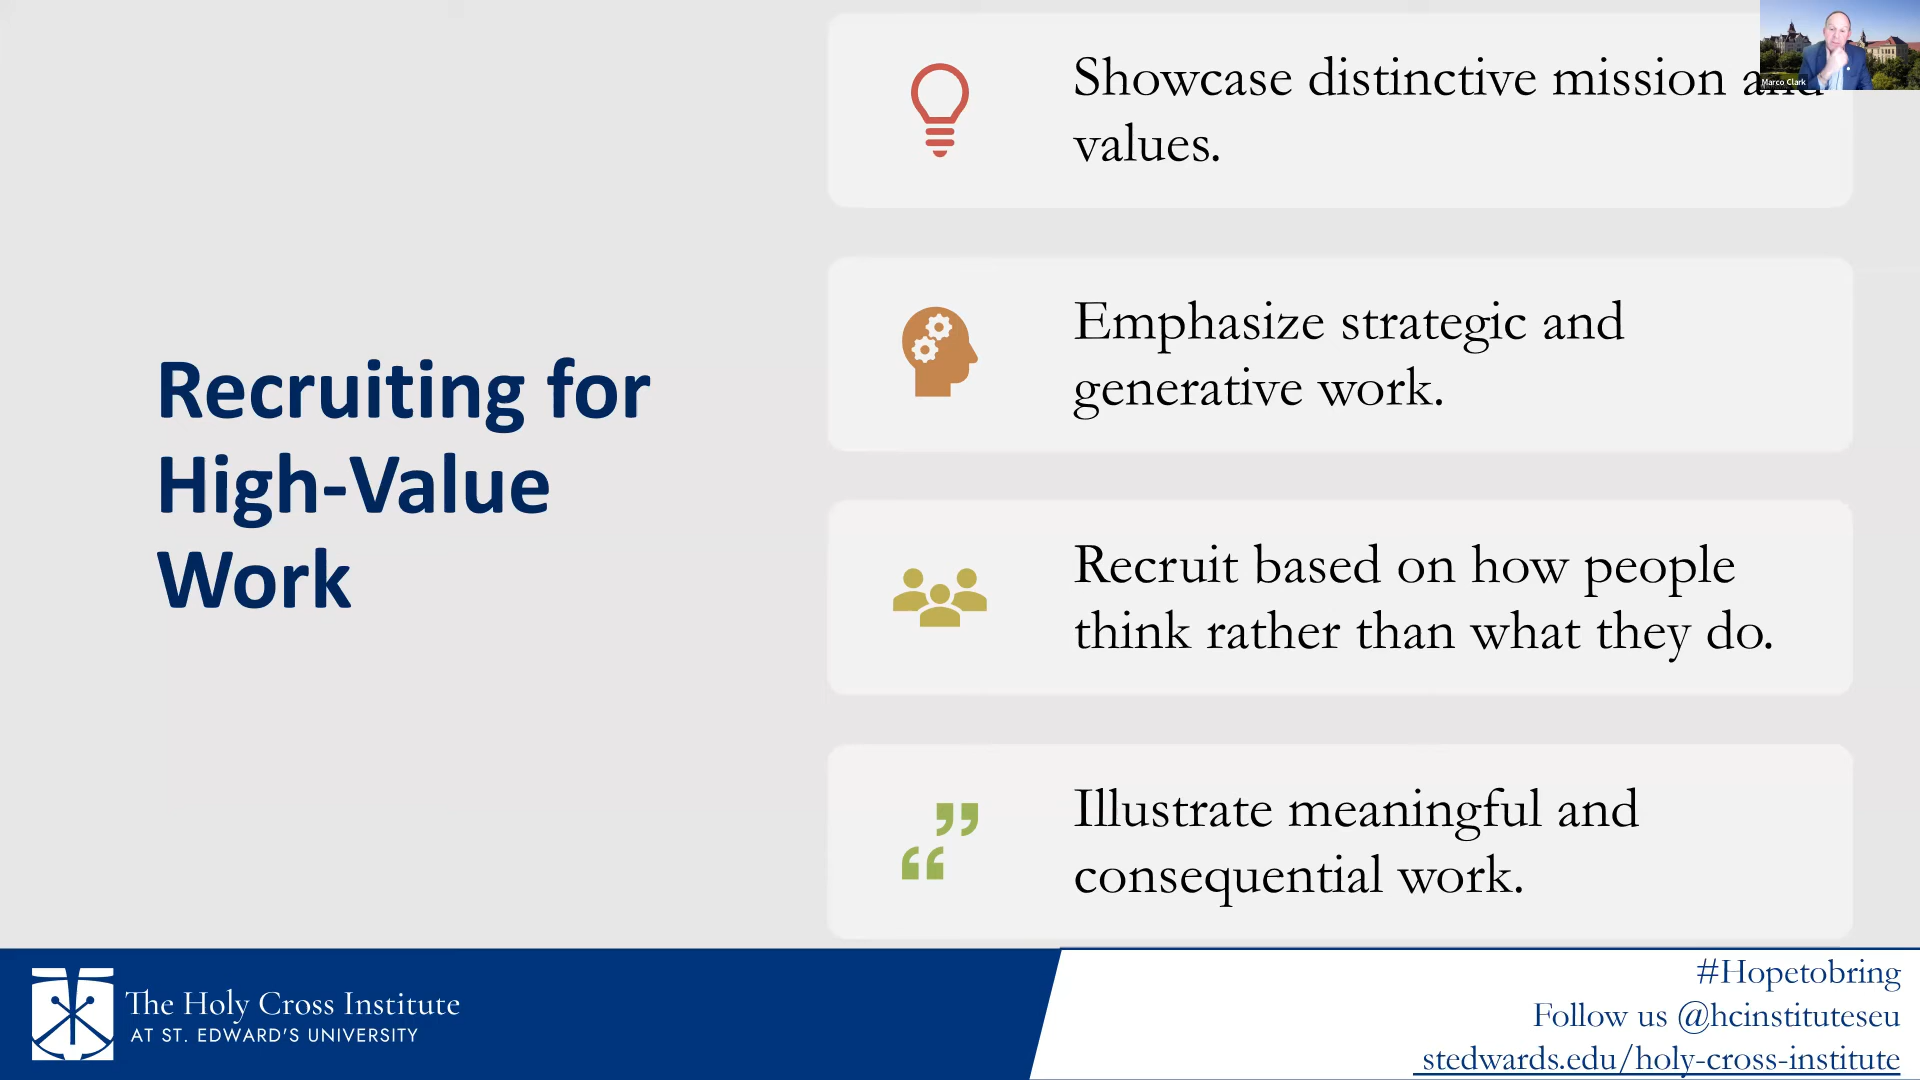 Recruiting for
High-Value
Work
Showcase distinctive mission and
values.
Emphasize strategic and
generative work.
Recruit based on how people
think rather than what they do.
Illustrate meaningful and
consequential work.
Marco Clark
The Holy Cross Institute
AT ST. EDWARD'S UNIVERSITY
#Hopetobring
Follow us @hcinstituteseu
stedwards.edu/holy-cross-institute